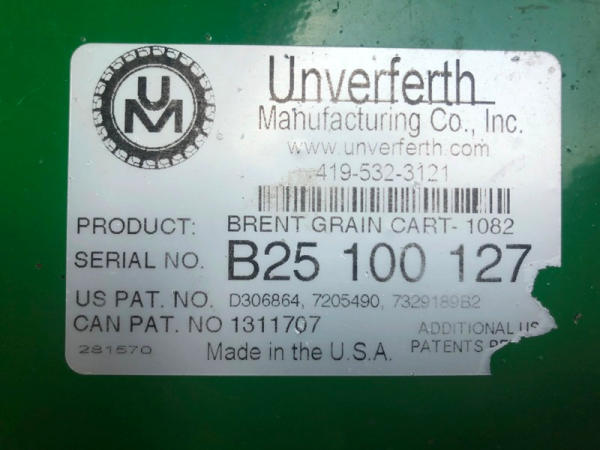 UM
Unverferth
Manufacturing Co., Inc.
www.unverferth.com
419-532-3121
PRODUCT: BRENT GRAIN CART- 1082
SERIAL NO. B25 100 127
US PAT. NO. D306864, 7205490, 7329189B2
CAN PAT. NO 1311707
ADDITIONAL US
281570 Made in the U.S.A. PATENTS